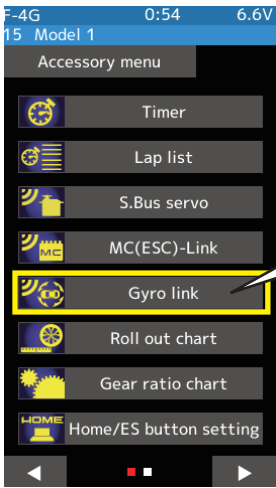 F-4G 0:54 6.6V
15 Model 1
Accessory menu
Timer
Lap list
S.Bus servo
MC MC(ESC)-Link
Gyro link
Roll out chart
Gear ratio chart
HOME Home/ES button setting